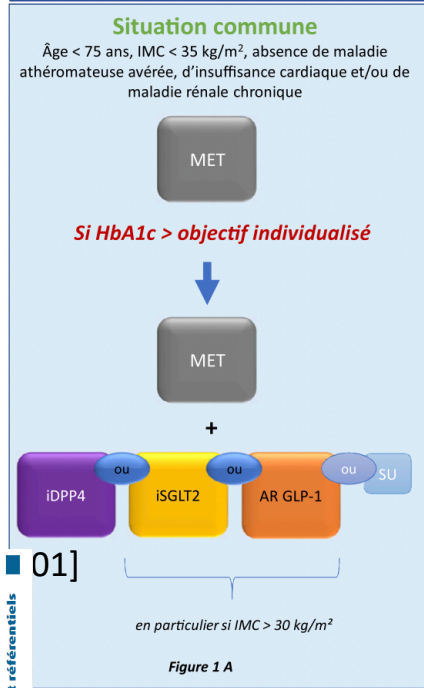 Situation commune
Âge < 75 ans, IMC < 35 kg/m², absence de maladie
athéromateuse avérée, d’insuffisance cardiaque et/ou de
maladie rénale chronique
MET
Si HbA1c > objectif individualisé
MET
+
iDPP4 ou iSGLT2 ou AR GLP-1 ou SU
01]
en particulier si IMC > 30 kg/m²
Figure 1 A
référentiels